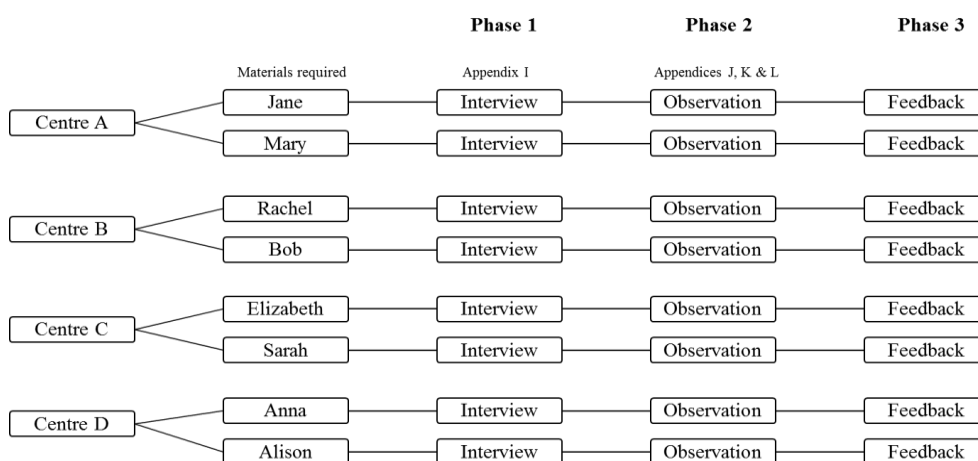 Phase 1 Phase 2 Phase 3
Materials required Appendix I Appendices J, K & L
Jane Interview Observation Feedback
Centre A
Mary Interview Observation Feedback
Rachel Interview Observation Feedback
Centre B
Bob Interview Observation Feedback
Elizabeth Interview Observation Feedback
Centre C
Sarah Interview Observation Feedback
Anna Interview Observation Feedback
Centre D
Alison Interview Observation Feedback